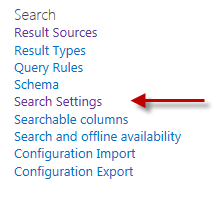 Search
Result Sources
Result Types
Query Rules
Schema
Search Settings
Searchable columns
Search and offline availability
Configuration Import
Configuration Export